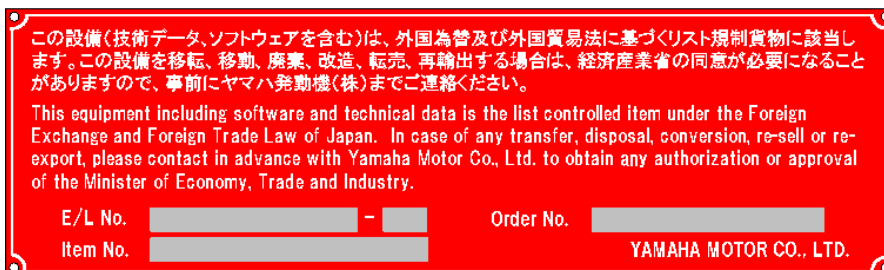 この設備(技術データ、ソフトウェアを含む)は、外国為替及び外国貿易法に基づくリスト規制貨物に該当し
ます。この設備を移転、移動、廃棄、改造、転売、再輸出する場合は、経済産業省の同意が必要になること
がありますので、事前にヤマハ発動機(株)までご連絡ください。
This equipment including software and technical data is the list controlled item under the Foreign
Exchange and Foreign Trade Law of Japan. In case of any transfer, disposal, conversion, re-sell or re-
export, please contact in advance with Yamaha Motor Co., Ltd. to obtain any authorization or approval
of the Minister of Economy, Trade and Industry.
E/L No. - Order No.
Item No. YAMAHA MOTOR CO., LTD.